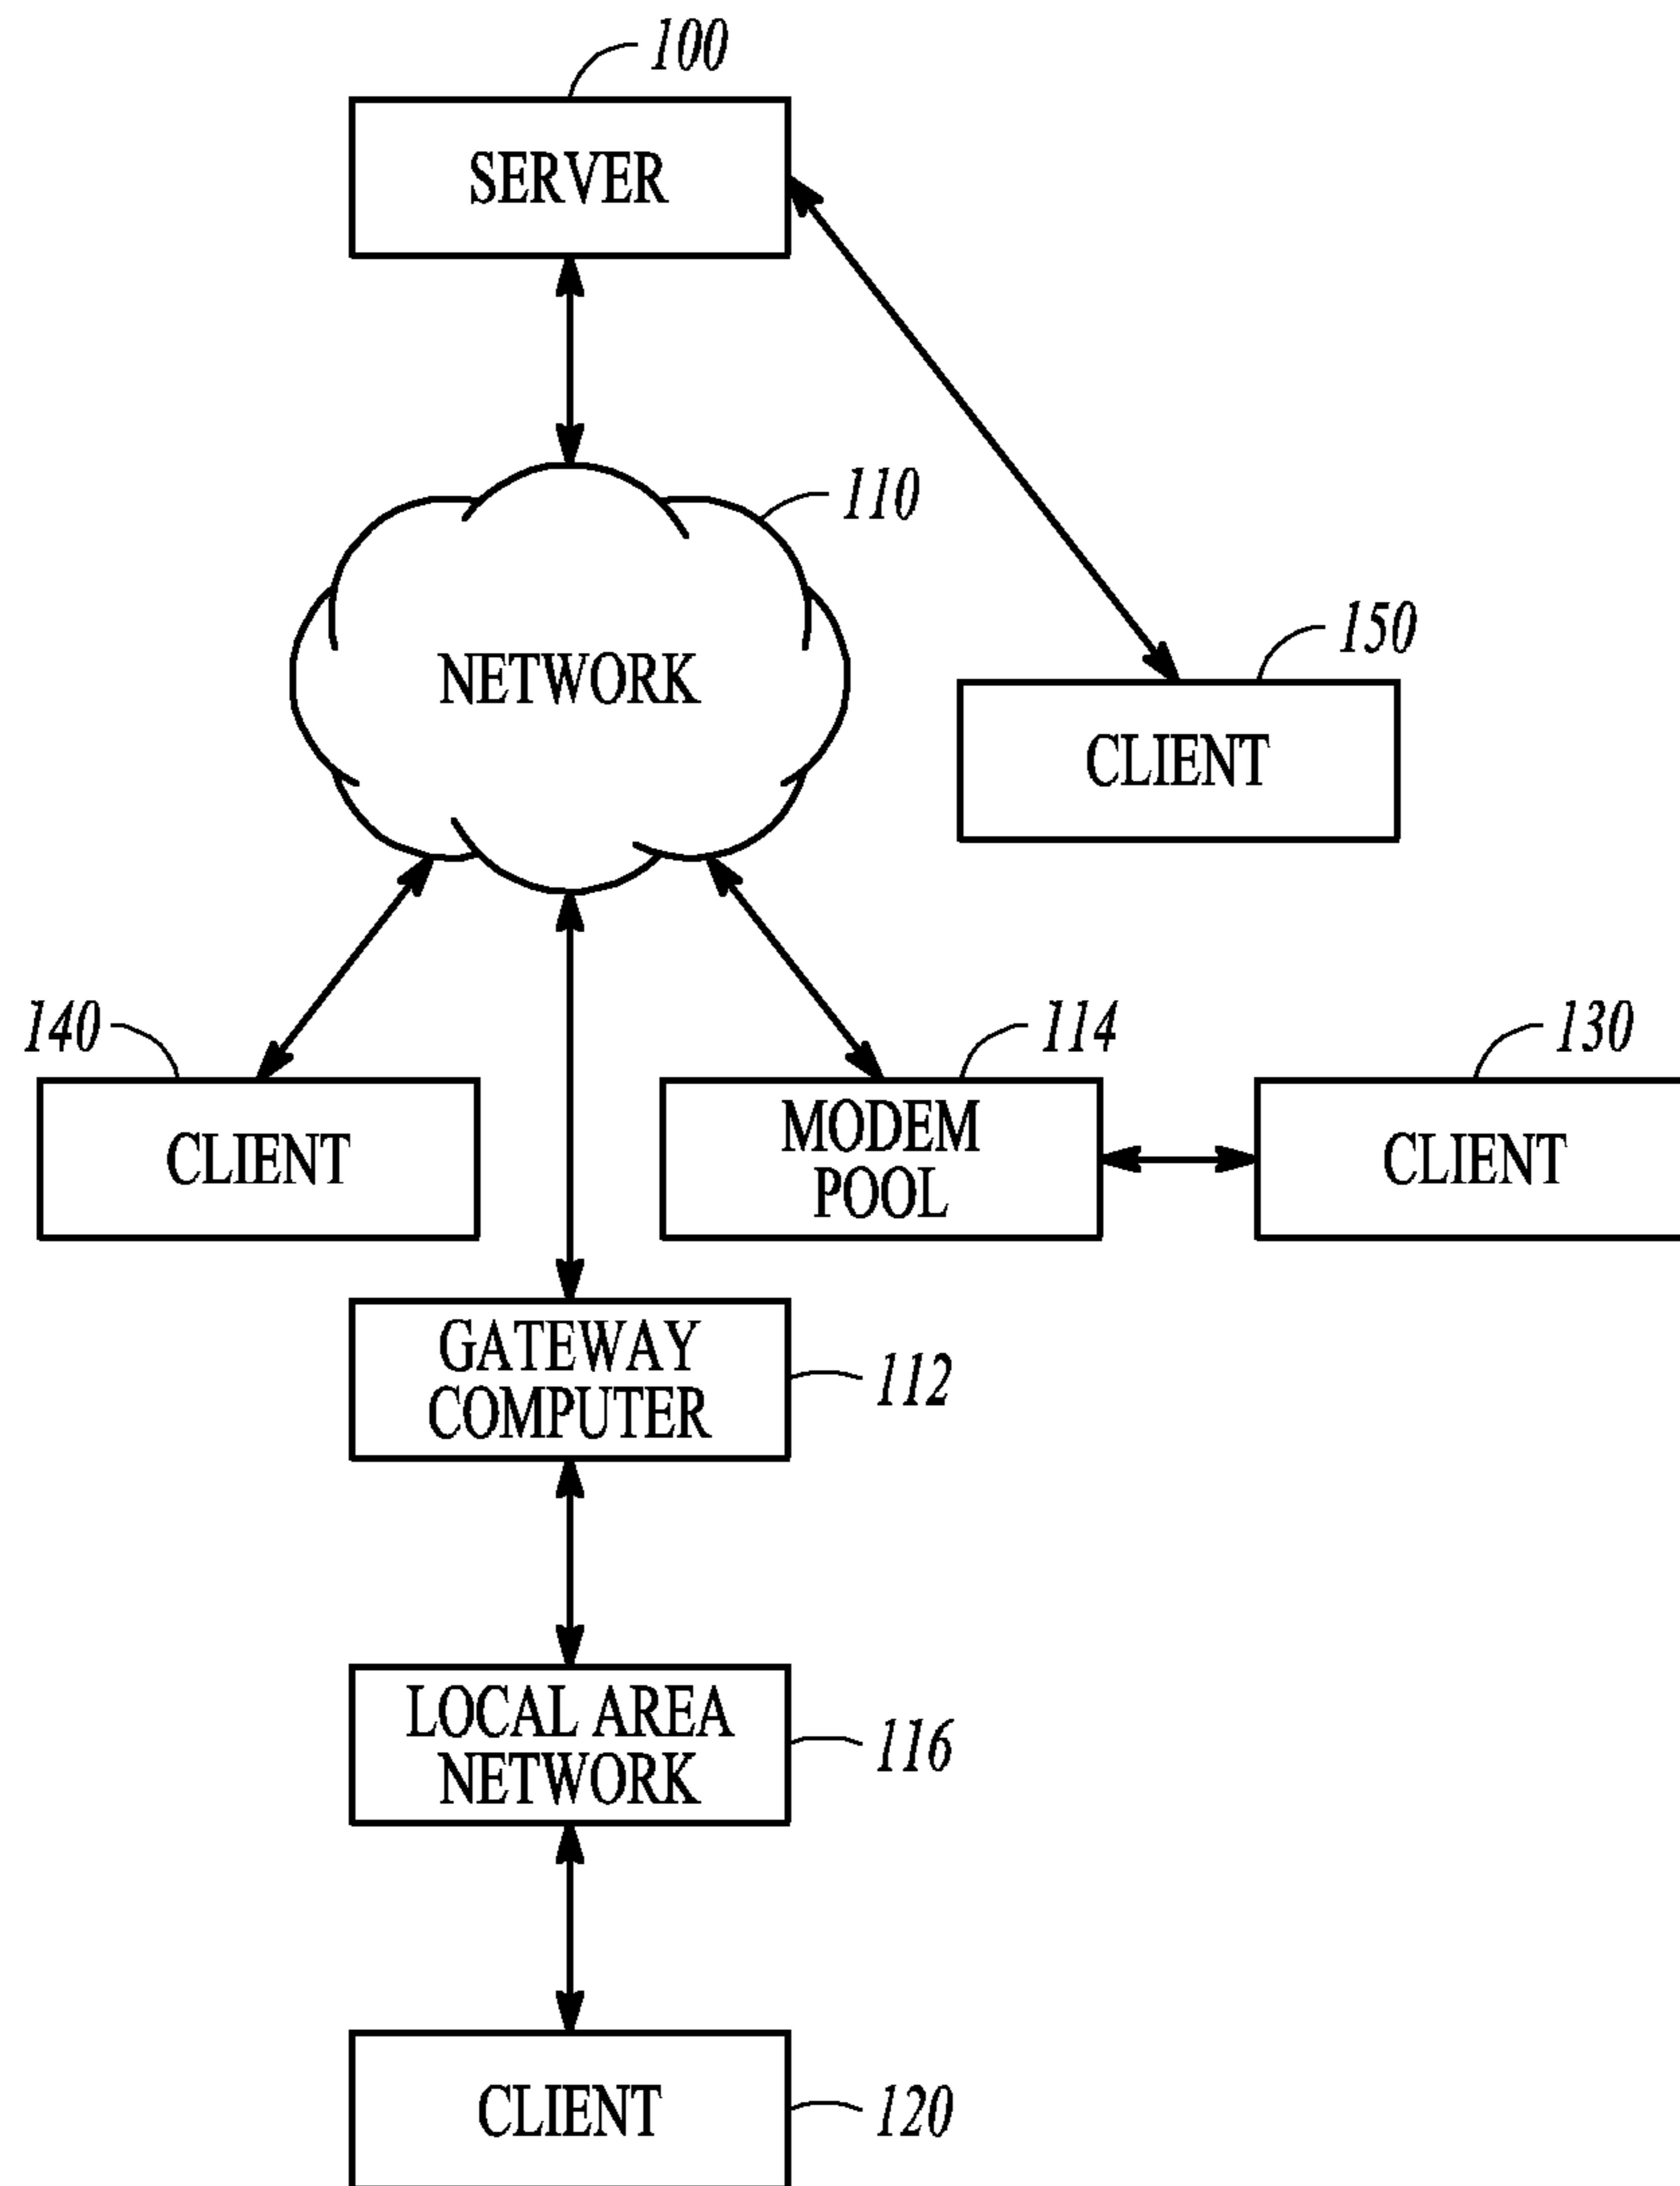 100
SERVER
110
NETWORK
150
CLIENT
140
CLIENT
114
MODEM
POOL
130
CLIENT
GATEWAY
COMPUTER
112
LOCAL AREA
NETWORK
116
CLIENT
120